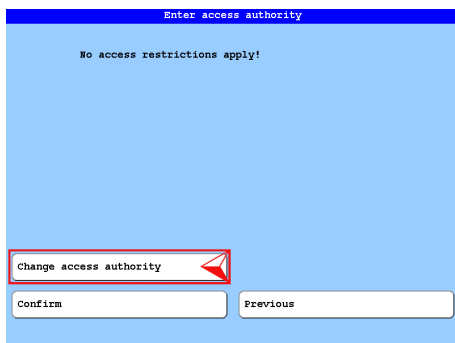 Enter access authority
No access restrictions apply!
Change access authority
Confirm
Previous